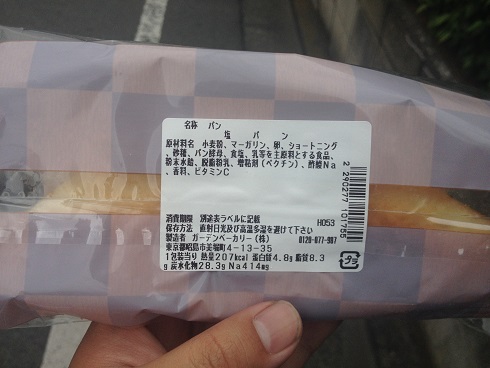 名称 パン
塩 パン
原材料名 小麦粉、マーガリン、卵、ショートニング
、砂糖、パン酵母、食塩、乳等を主原料とする食品、
粉末水飴、脱脂粉乳、増粘剤(ペクチン)、酢酸Na
、香料、ビタミンC
消費期限 別途表ラベルに記載 H053
保存方法 直射日光及び高温多湿を避けて下さい
製造者 ガーデンベーカリー(株) 0120-077-987
東京都昭島市美堀町4-13-35
1包装当り 熱量207kcal 蛋白質4.8g 脂質8.3
g 炭水化物28.3g Na414mg
2 290277 101755
プラ